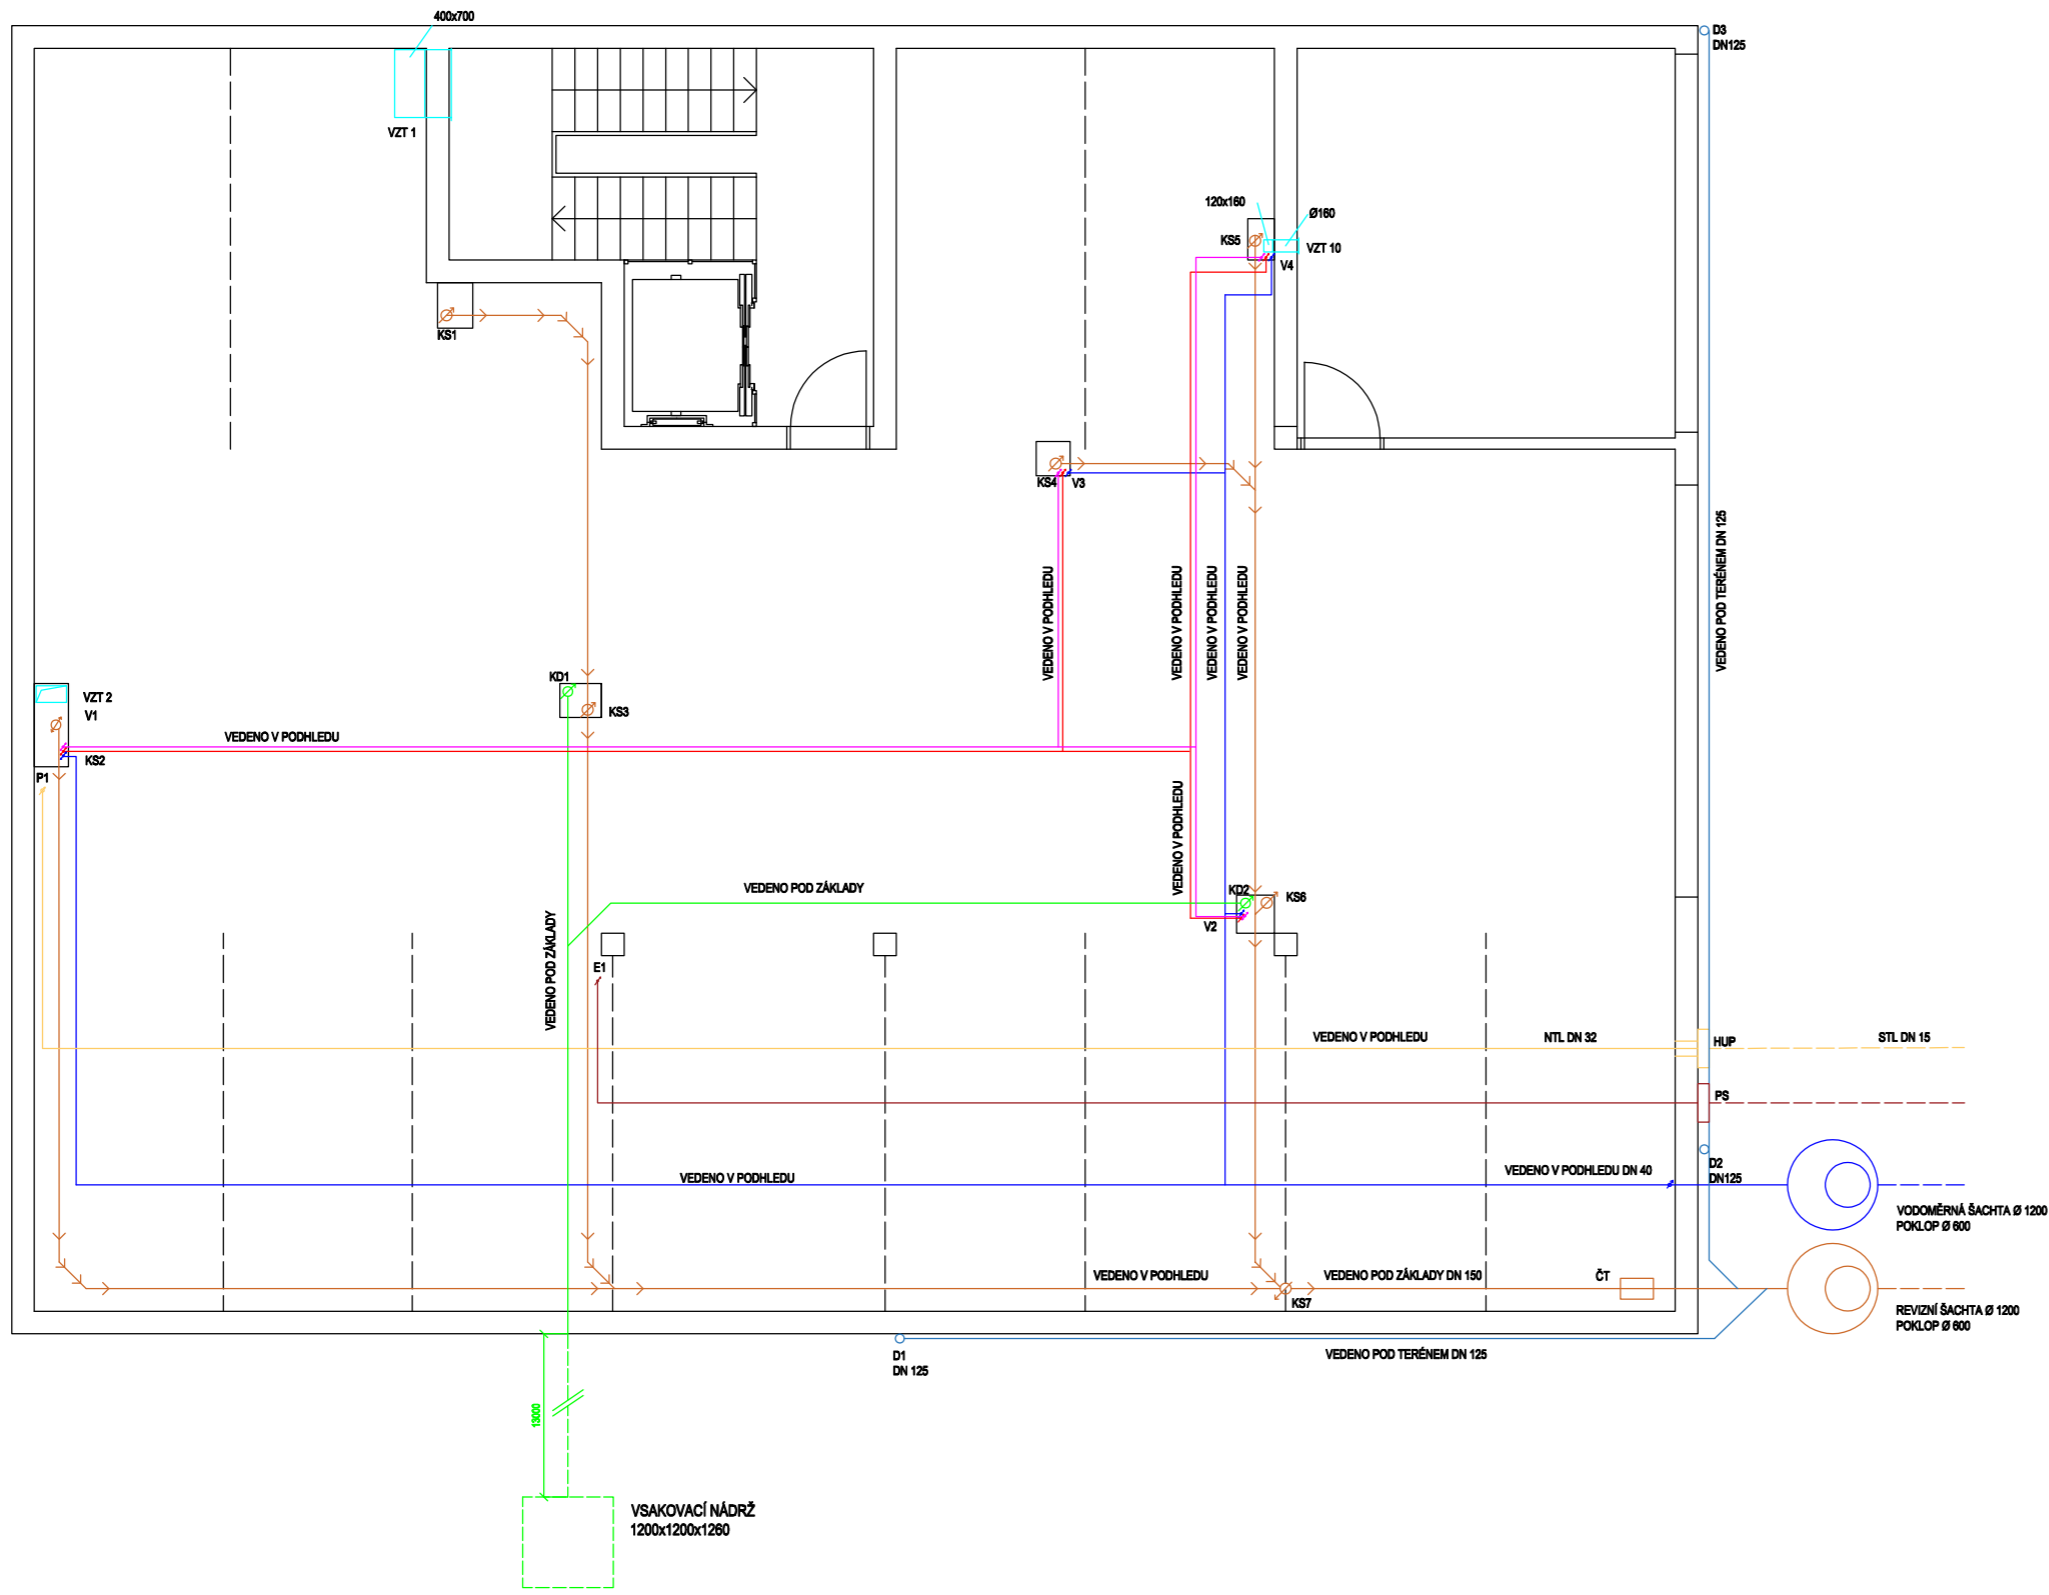 400x700
D3
DN125
VZT 1
120x160
Ø160
KS5
VZT 10
V4
KS1
KS4
V3
VEDENO POD TERÉNEM DN 125
VEDENO V PODHLEDU
VEDENO V PODHLEDU
VEDENO V PODHLEDU
VEDENO V PODHLEDU
KD1
KS3
VZT 2
V1
VEDENO V PODHLEDU
KS2
P1
VEDENO V PODHLEDU
VEDENO POD ZÁKLADY
KD2
KS6
V2
VEDENO POD ZÁKLADY
E1
VEDENO V PODHLEDU
NTL DN 32
HUP
STL DN 15
PS
D2
DN125
VEDENO V PODHLEDU
VEDENO V PODHLEDU DN 40
VODOMĚRNÁ ŠACHTA Ø 1200
POKLOP Ø 600
VEDENO V PODHLEDU
VEDENO POD ZÁKLADY DN 150
ČT
KS7
REVIZNÍ ŠACHTA Ø 1200
POKLOP Ø 600
D1
DN 125
VEDENO POD TERÉNEM DN 125
13000
VSAKOVACÍ NÁDRŽ
1200x1200x1260